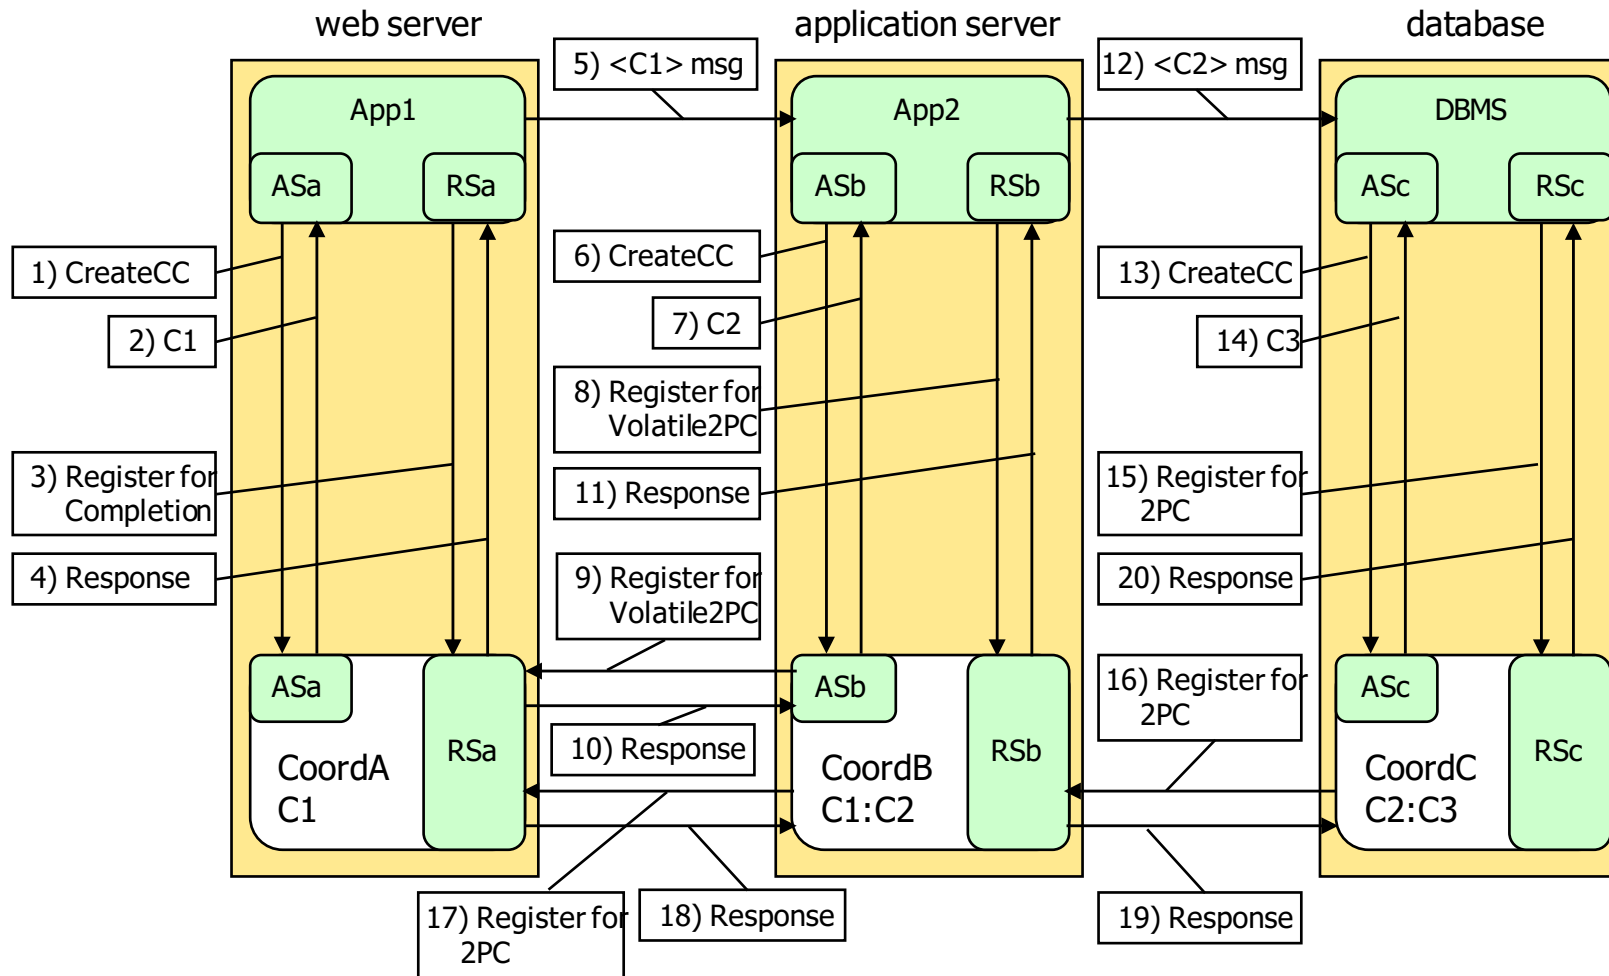 web server
application server
database
5) <C1> msg
12) <C2> msg
App1
App2
DBMS
ASa
RSa
ASb
RSb
ASc
RSc
1) CreateCC
6) CreateCC
13) CreateCC
2) C1
7) C2
14) C3
8) Register for
Volatile2PC
3) Register for
Completion
11) Response
15) Register for
2PC
4) Response
9) Register for
Volatile2PC
20) Response
ASa
RSa
CoordA
C1
10) Response
ASb
RSb
CoordB
C1:C2
16) Register for
2PC
ASc
RSc
CoordC
C2:C3
17) Register for
2PC
18) Response
19) Response